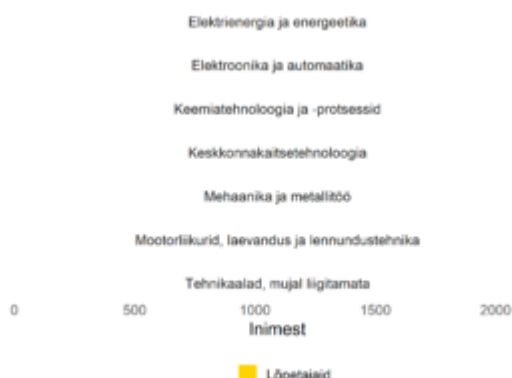 Elektrienergia ja energeetika
Elektroonika ja automaatika
Keemiatehnoloogia ja -protsessid
Keskkonnakaitsetehnoloogia
Mehaanika ja metallitöö
Mootorliikurid, laevandus ja lennundustehnika
Tehnikaalad, mujal liigitamata
0 500 1000 1500 2000
Inimest
Lõpetajaid